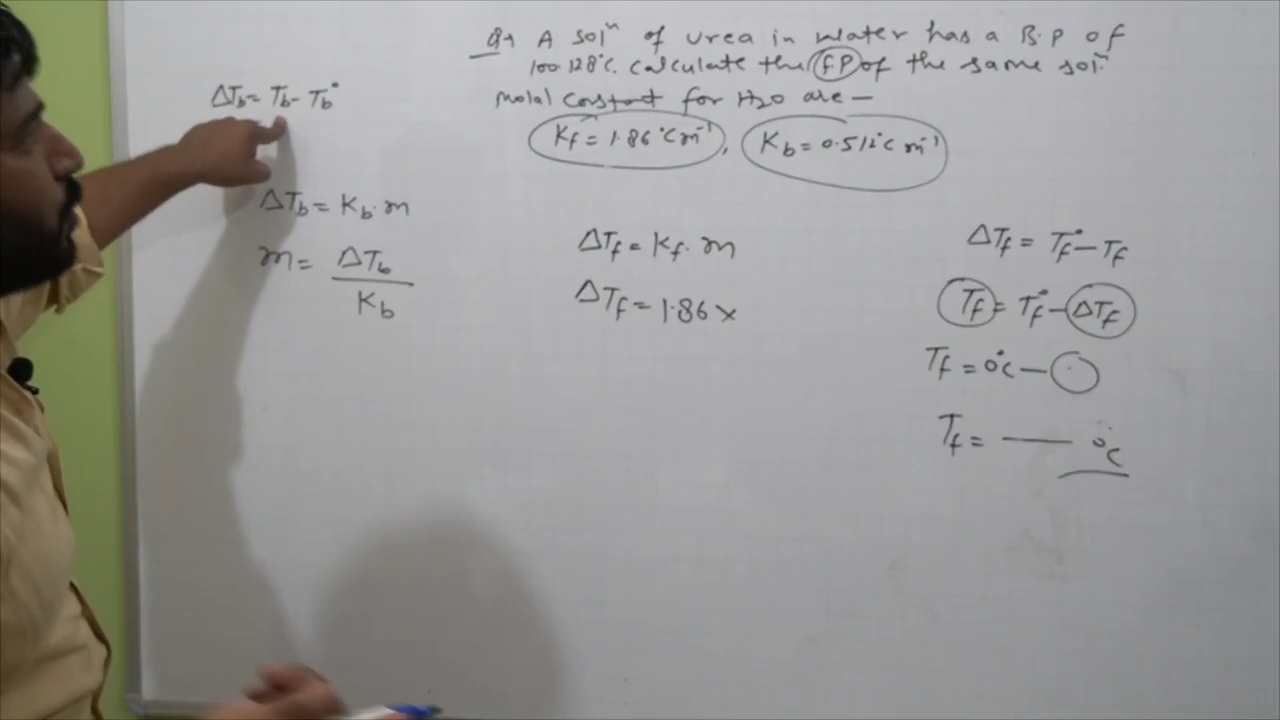 Q→ A solⁿ of urea in water has a B.P of
100.128°C. calculate the FP of the same solⁿ.
Molal constant for H2O are —
Kf = 1.86°C m⁻¹, Kb = 0.512°C m⁻¹
ΔTb = Tb - Tb°
ΔTb = Kb. m
m = ΔTb
Kb
ΔTf = Kf. m
ΔTf = 1.86 x
ΔTf = Tf° - Tf
Tf = Tf° - ΔTf
Tf = 0°C —
Tf = —— °C